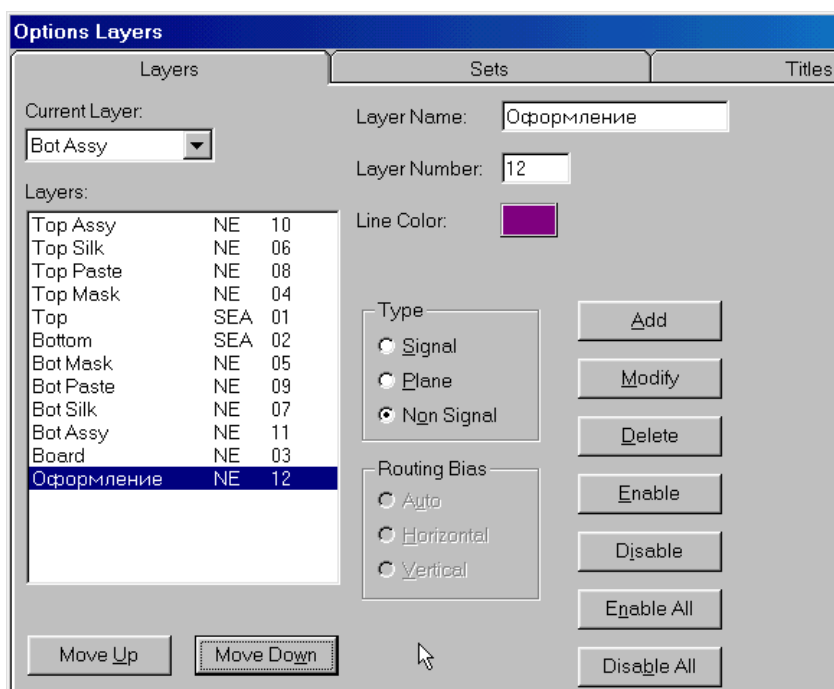 Options Layers
Layers Sets Titles
Current Layer:
Bot Assy
Layers:
Top Assy NE 10
Top Silk NE 06
Top Paste NE 08
Top Mask NE 04
Top SEA 01
Bottom SEA 02
Bot Mask NE 05
Bot Paste NE 09
Bot Silk NE 07
Bot Assy NE 11
Board NE 03
Оформление NE 12
Move Up Move Down
Layer Name: Оформление
Layer Number: 12
Line Color:
Type
Signal
Plane
Non Signal
Routing Bias
Auto
Horizontal
Vertical
Add
Modify
Delete
Enable
Disable
Enable All
Disable All